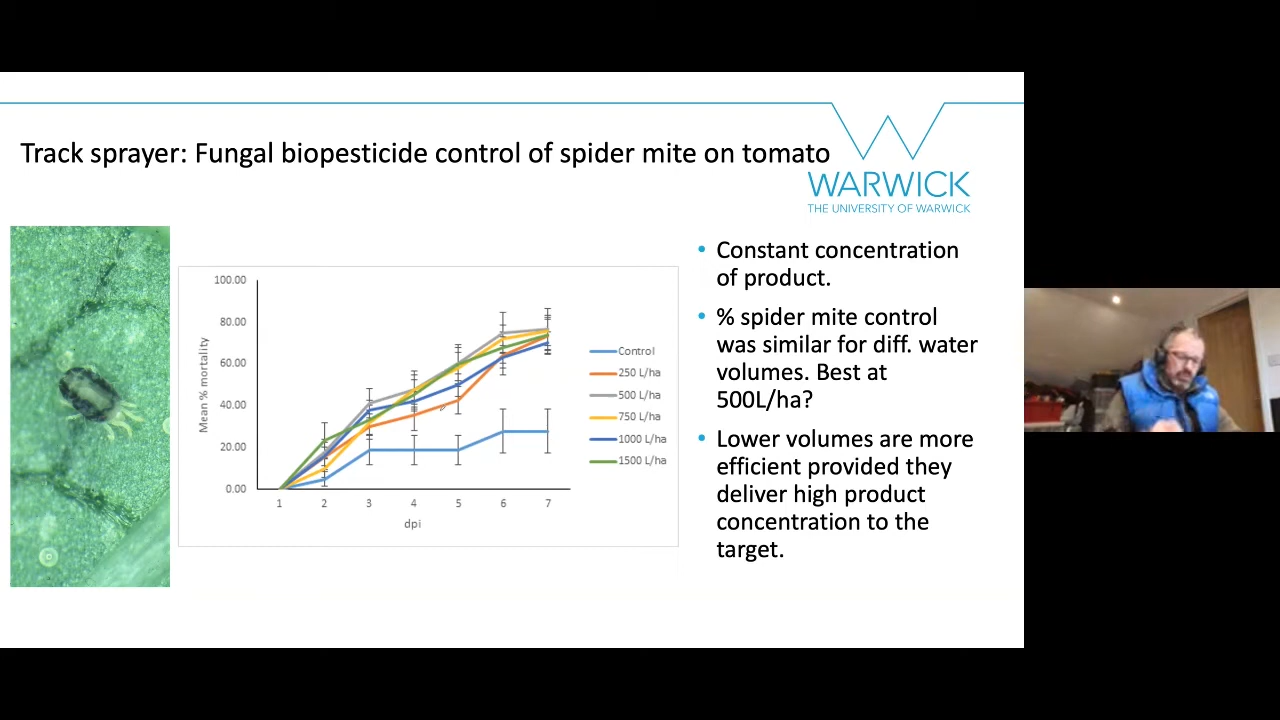 Track sprayer: Fungal biopesticide control of spider mite on tomato
WARWICK
THE UNIVERSITY OF WARWICK
100.00
80.00
60.00
40.00
20.00
0.00
Mean % mortality
1 2 3 4 5 6 7
dpi
Control
250 L/ha
500 L/ha
750 L/ha
1000 L/ha
1500 L/ha
• Constant concentration
of product.
• % spider mite control
was similar for diff. water
volumes. Best at
500L/ha?
• Lower volumes are more
efficient provided they
deliver high product
concentration to the
target.